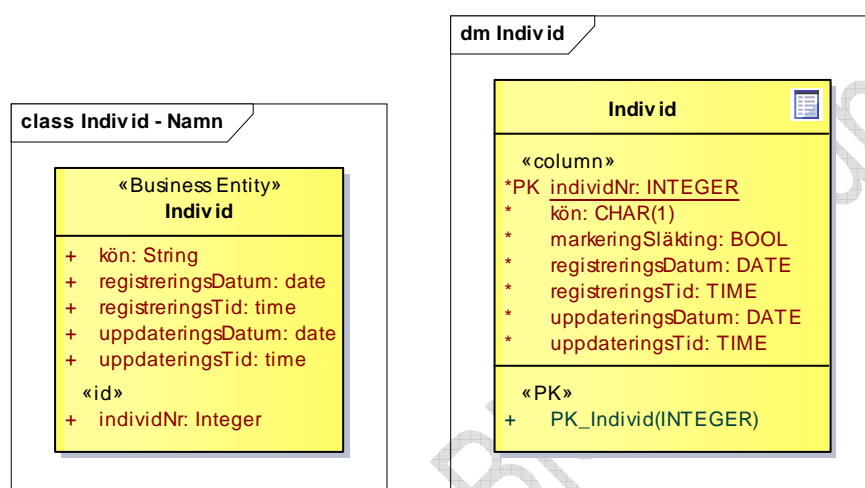 class Individ - Namn
«Business Entity»
Individ
+ kön: String
+ registreringsDatum: date
+ registreringsTid: time
+ uppdateringsDatum: date
+ uppdateringsTid: time
«id»
+ individNr: Integer
dm Individ
Individ
«column»
*PK individNr: INTEGER
* kön: CHAR(1)
* markeringSläkting: BOOL
* registreringsDatum: DATE
* registreringsTid: TIME
* uppdateringsDatum: DATE
* uppdateringsTid: TIME
«PK»
+ PK_Individ(INTEGER)